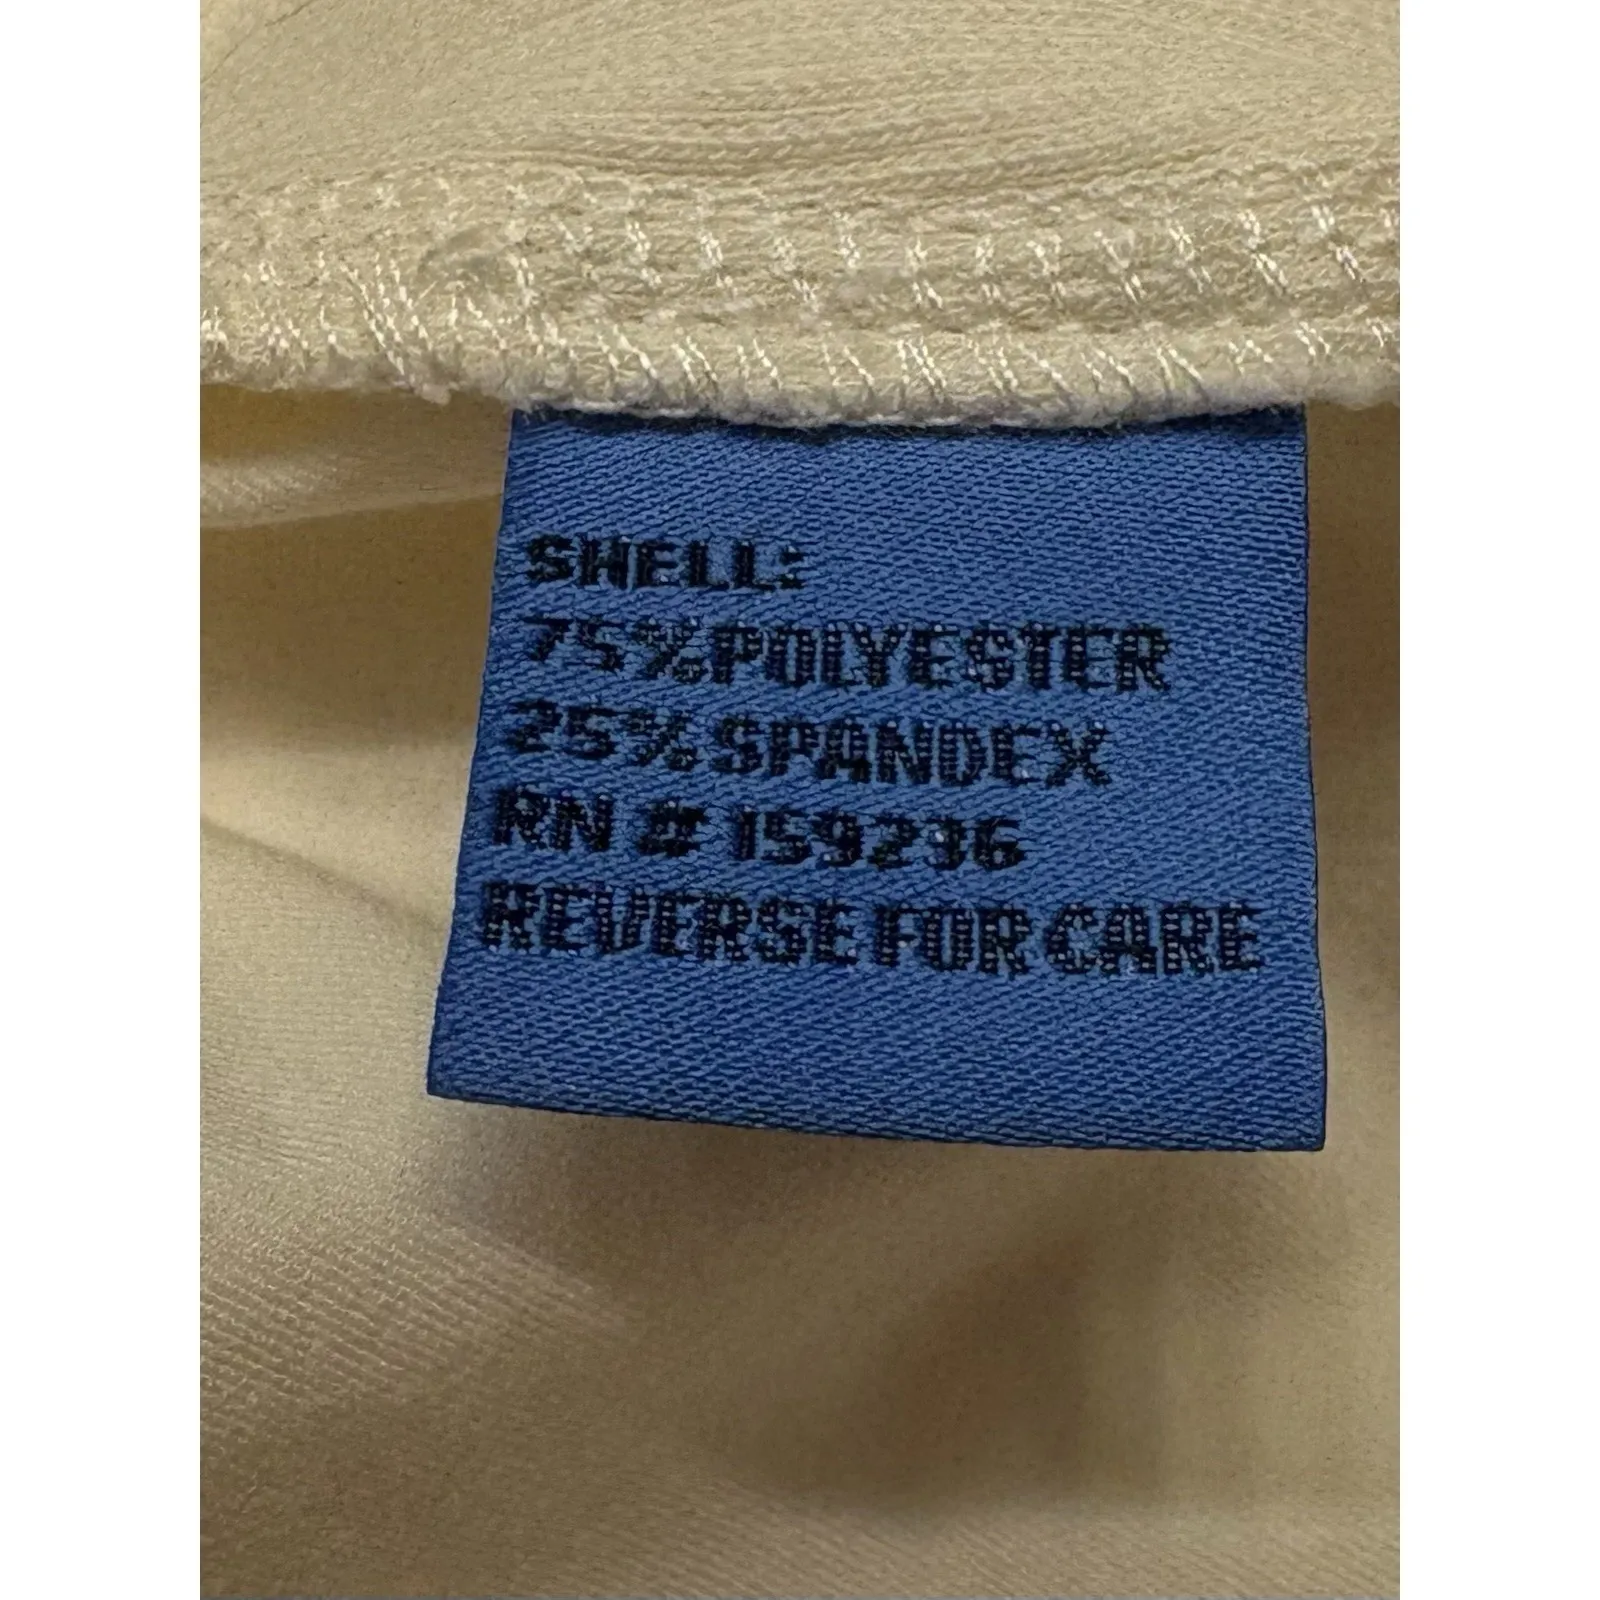 SHELL:
75%POLYESTER
25%SPANDEX
RN # 159236
REVERSE FOR CARE